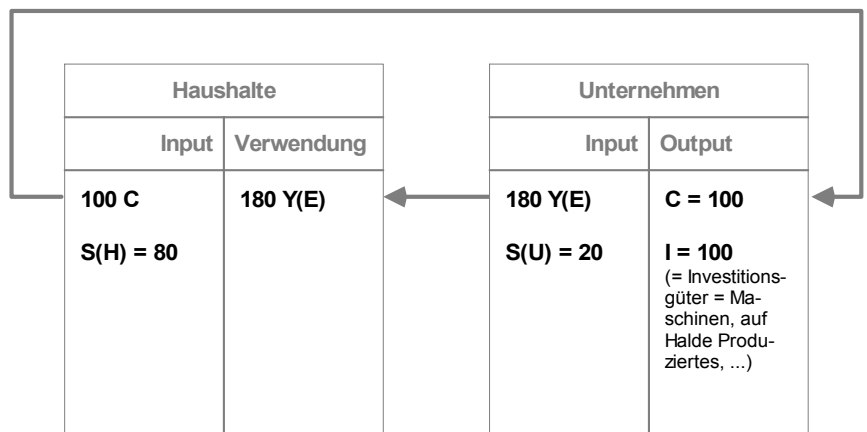 Haushalte
Input Verwendung
100 C 180 Y(E)
S(H) = 80
Unternehmen
Input Output
180 Y(E) C = 100
S(U) = 20 I = 100
(= Investitions-
güter = Ma-
schinen, auf
Halde Produ-
ziertes, ...)